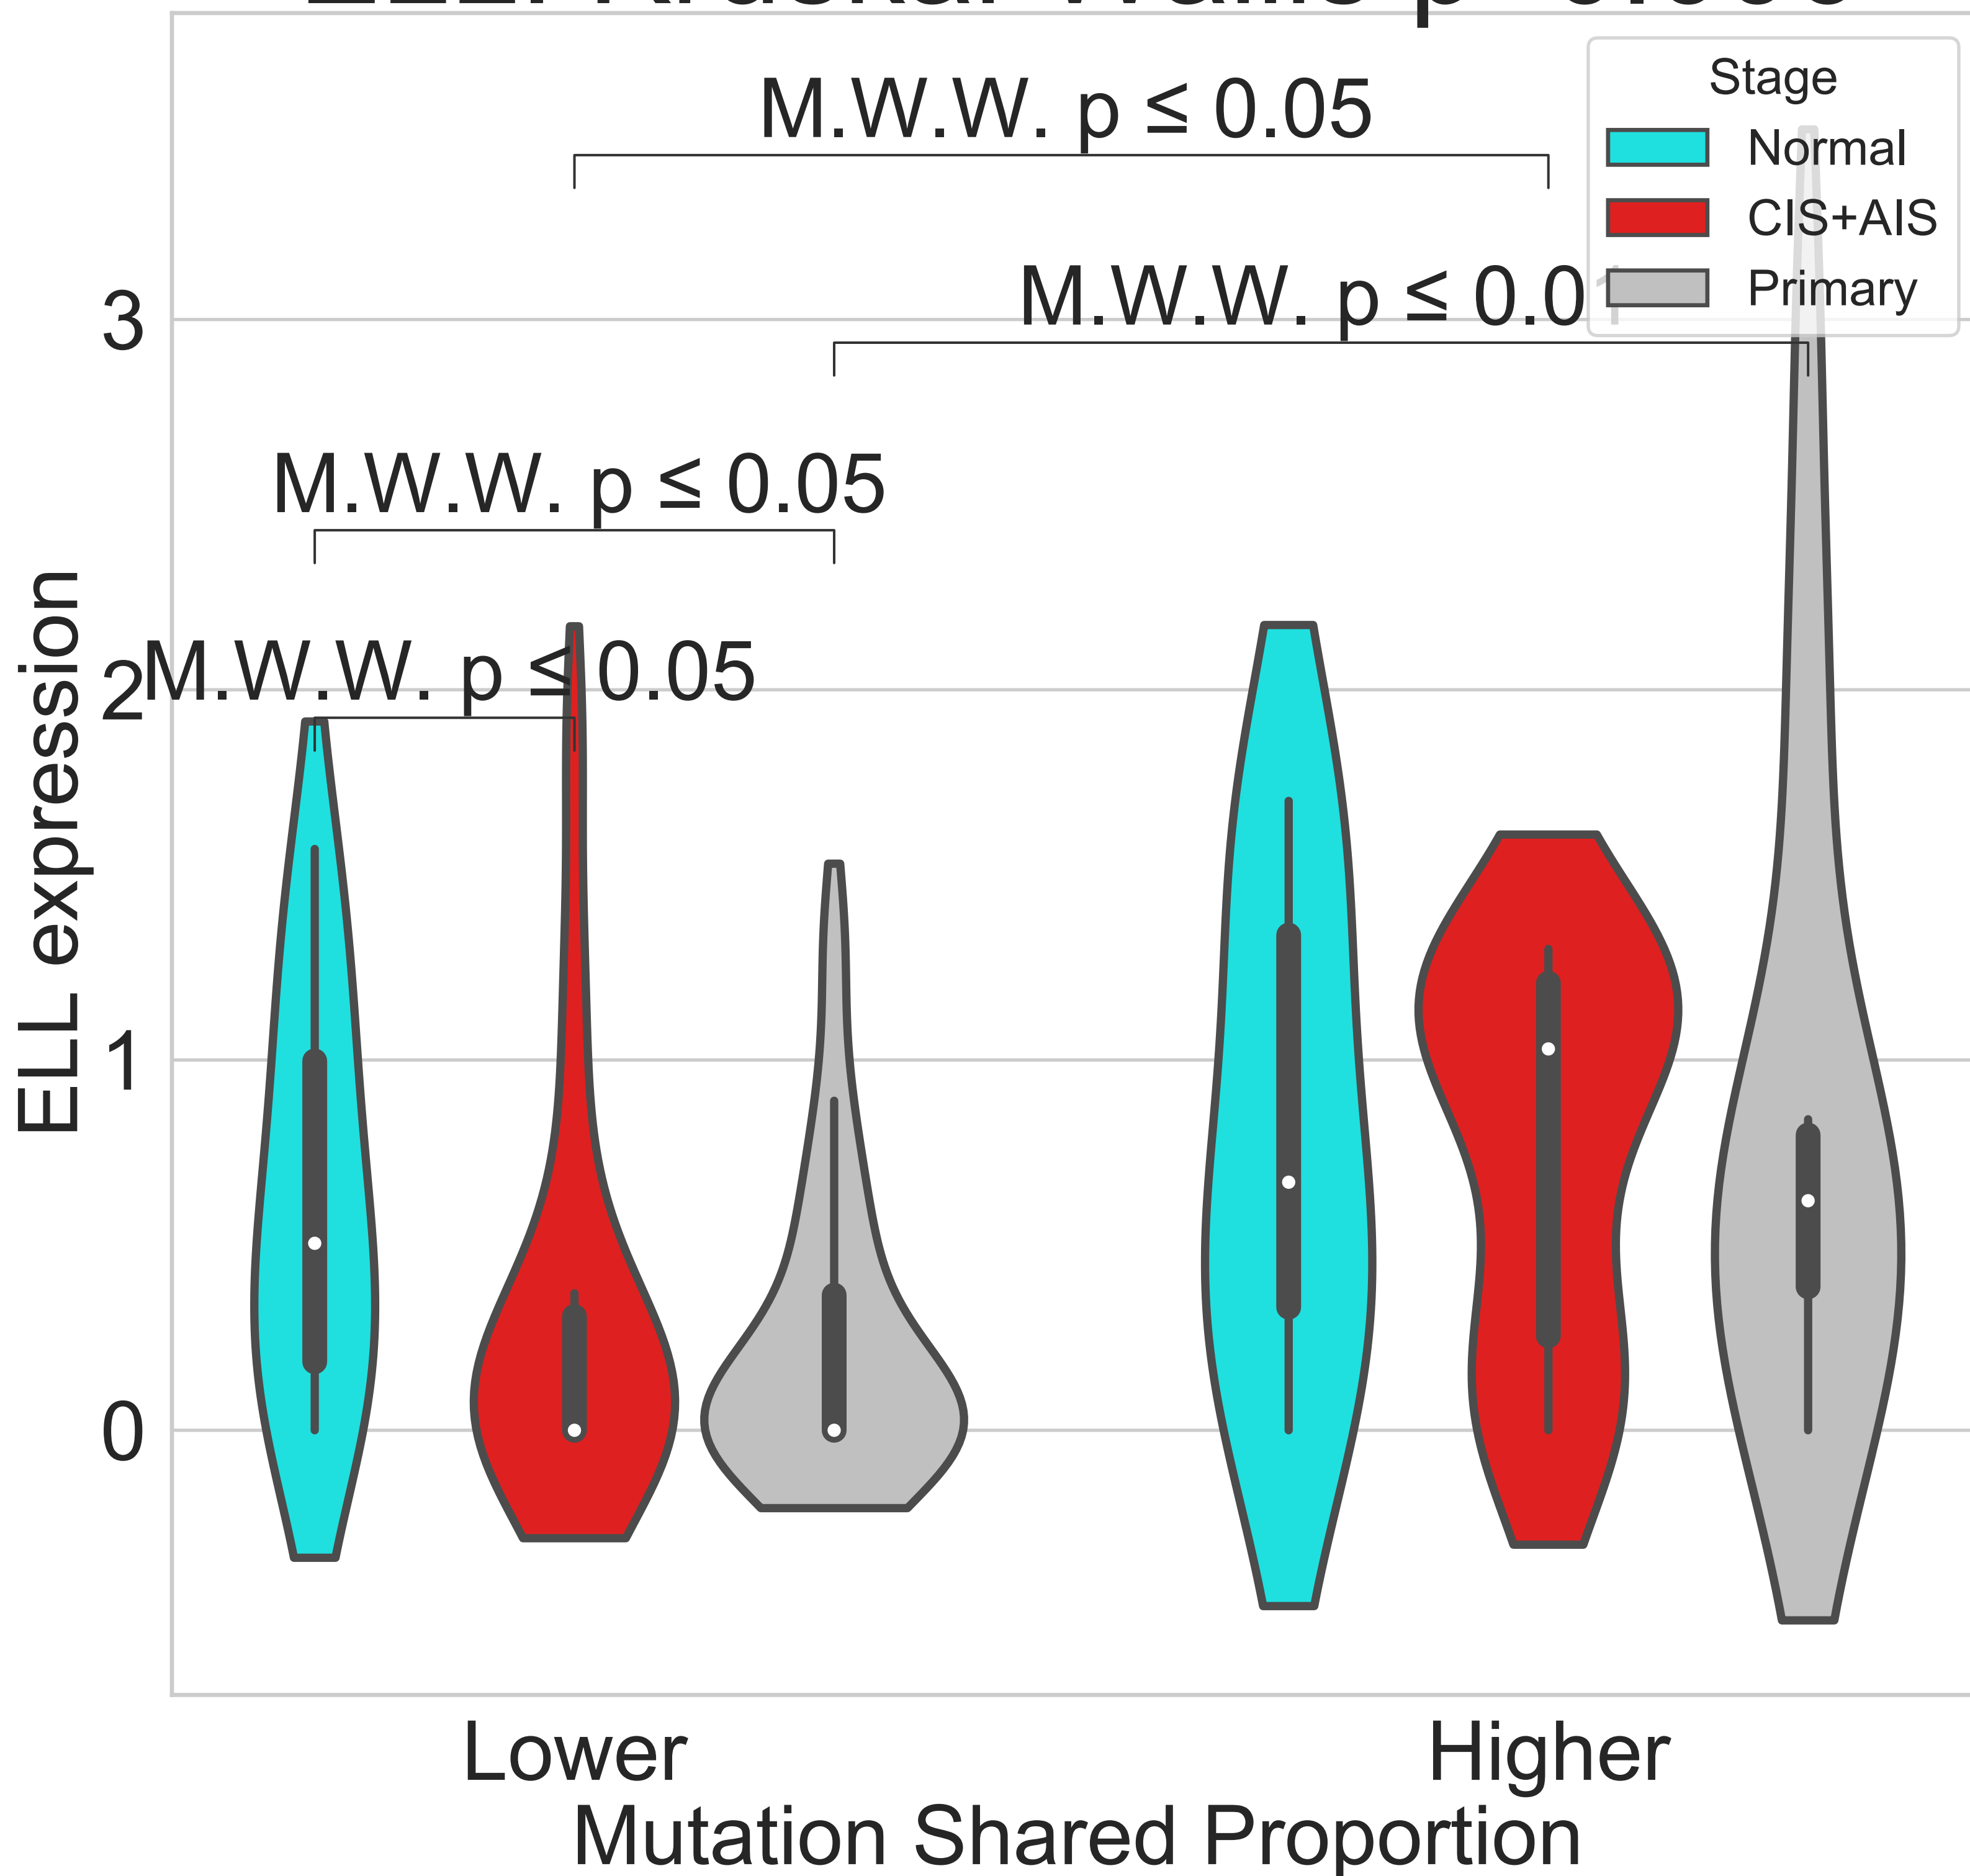 Stage
Normal
CIS+AIS
Primary
M.W.W. p ≤ 0.05
M.W.W. p ≤ 0.01
M.W.W. p ≤ 0.05
M.W.W. p ≤ 0.05
3
2
1
0
ELL expression
Lower
Higher
Mutation Shared Proportion